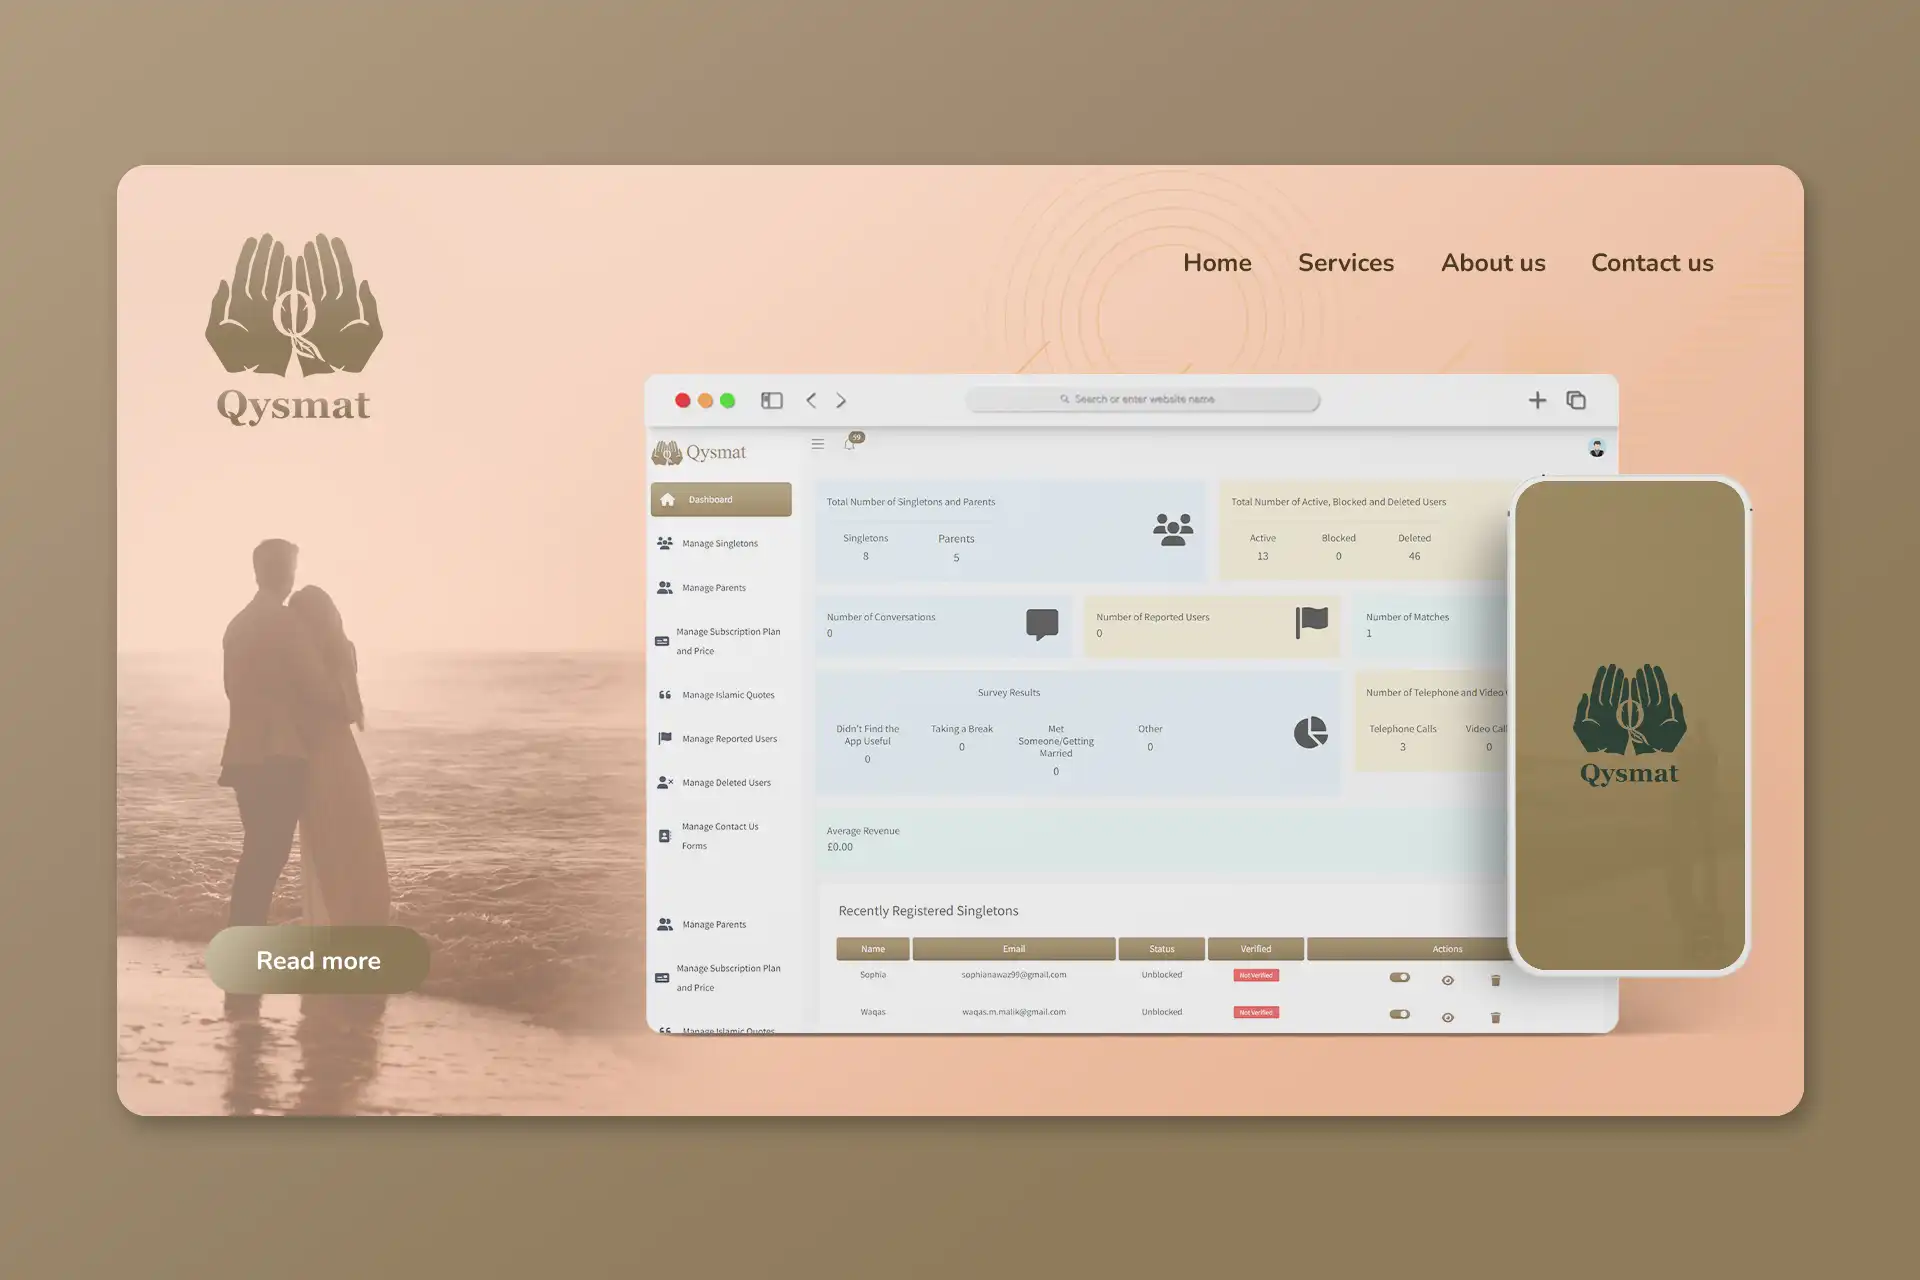 Qysmat
Home Services About us Contact us
Search or enter website name
Qysmat
59
Dashboard
Manage Singletons
Manage Parents
Manage Subscription Plan
and Price
Manage Islamic Quotes
Manage Reported Users
Manage Deleted Users
Manage Contact Us
Forms
Manage Parents
Manage Subscription Plan
and Price
Manage Islamic Quotes
Total Number of Singletons and Parents
Singletons Parents
8 5
Total Number of Active, Blocked and Deleted Users
Active Blocked Deleted
13 0 46
Number of Conversations
0
Number of Reported Users
0
Number of Matches
1
Survey Results
Didn't Find the
App Useful
0
Taking a Break
0
Met
Someone/Getting
Married
0
Other
0
Number of Telephone and Video
Telephone Calls Video Call
3 0
Average Revenue
£0.00
Recently Registered Singletons
Name Email Status Verified Actions
Sophia sophianawaz99@gmail.com Unblocked Not Verified
Waqas waqas.m.malik@gmail.com Unblocked Not Verified
Qysmat
Read more